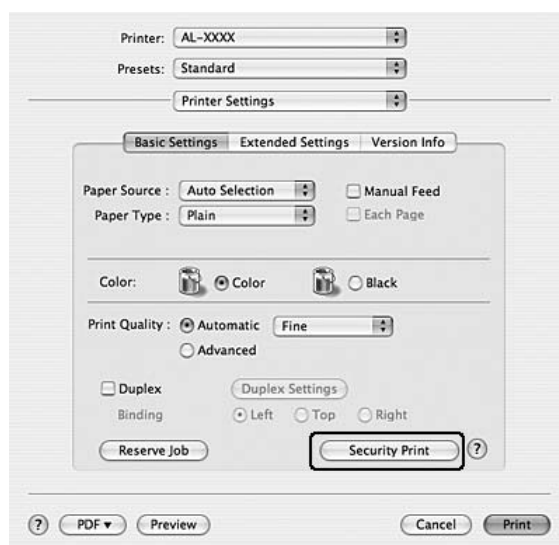 Printer: AL-XXXX
Presets: Standard
Printer Settings
Basic Settings Extended Settings Version Info
Paper Source : Auto Selection Manual Feed
Paper Type : Plain Each Page
Color: Color Black
Print Quality : Automatic Fine
Advanced
Duplex Duplex Settings
Binding Left Top Right
Reserve Job Security Print ?
? PDF ▾ Preview Cancel Print